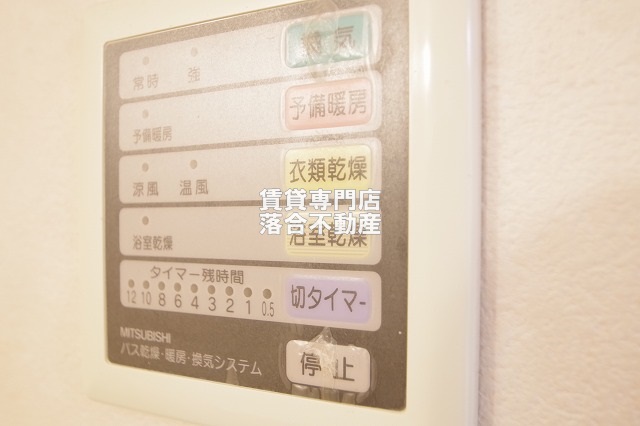 換気
常時 強
予備暖房
予備暖房
衣類乾燥
涼風 温風
賃貸専門店
落合不動産
浴室乾燥
浴室乾燥
タイマー残時間
12 10 8 6 4 3 2 1 0.5
切タイマー
MITSUBISHI
バス乾燥・暖房・換気システム
停止